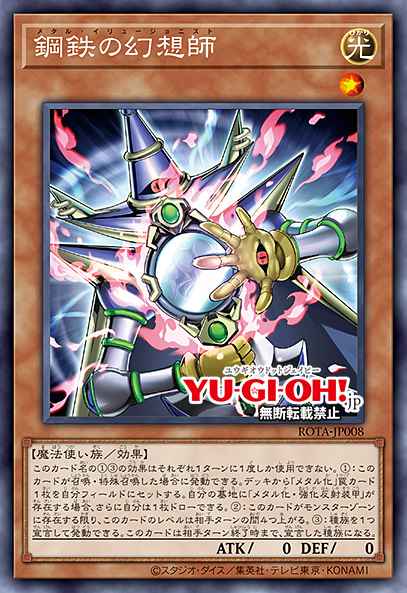 メタル・イリュージョニスト
鋼鉄の幻想師
ひかり
光
ユウギオウドットジェイピー
YU-GI-OH!.jp
無断転載禁止
ROTA-JP008
[魔法使い族/効果]
このカード名の①③の効果はそれぞれ1ターンに1度しか使用できない。①:この
カードが召喚・特殊召喚した場合に発動できる。デッキから「メタル化」罠カード
1枚を自分フィールドにセットする。自分の墓地に「メタル化・強化反射装甲」が
存在する場合、さらに自分は1枚ドローできる。②:このカードがモンスターゾーン
に存在する限り、このカードのレベルは相手ターンの間8つ上がる。③:種族を1つ
宣言して発動できる。このカードは相手ターン終了時まで、宣言した種族になる。
ATK/ 0 DEF/ 0
©スタジオ・ダイス/集英社・テレビ東京・KONAMI